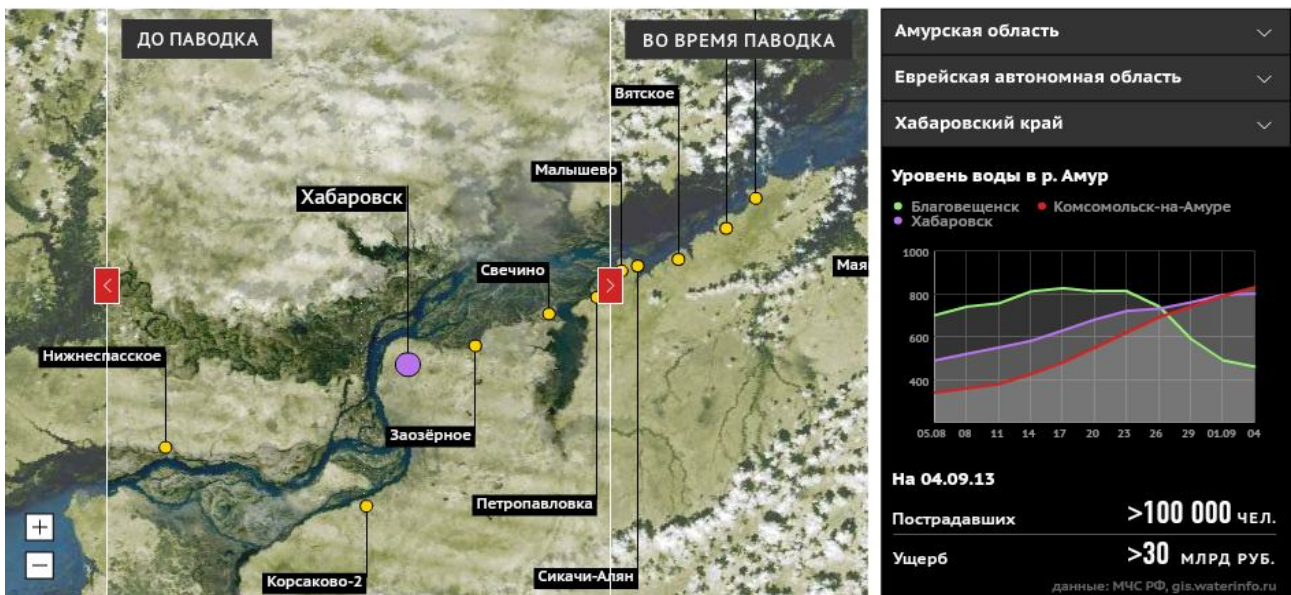 ДО ПАВОДКА
ВО ВРЕМЯ ПАВОДКА
Вятское
Малышево
Хабаровск
Свечино
Нижнеспасское
Заозёрное
Петропавловка
Сикачи-Алян
Корсаково-2
+
−
Амурская область
Еврейская автономная область
Хабаровский край
Уровень воды в р. Амур
Благовещенск
Комсомольск-на-Амуре
Хабаровск
1000
800
600
400
05.08 08 11 14 17 20 23 26 29 01.09 04
На 04.09.13
Пострадавших >100 000 ЧЕЛ.
Ущерб >30 МЛРД РУБ.
данные: МЧС РФ, gis.waterinfo.ru